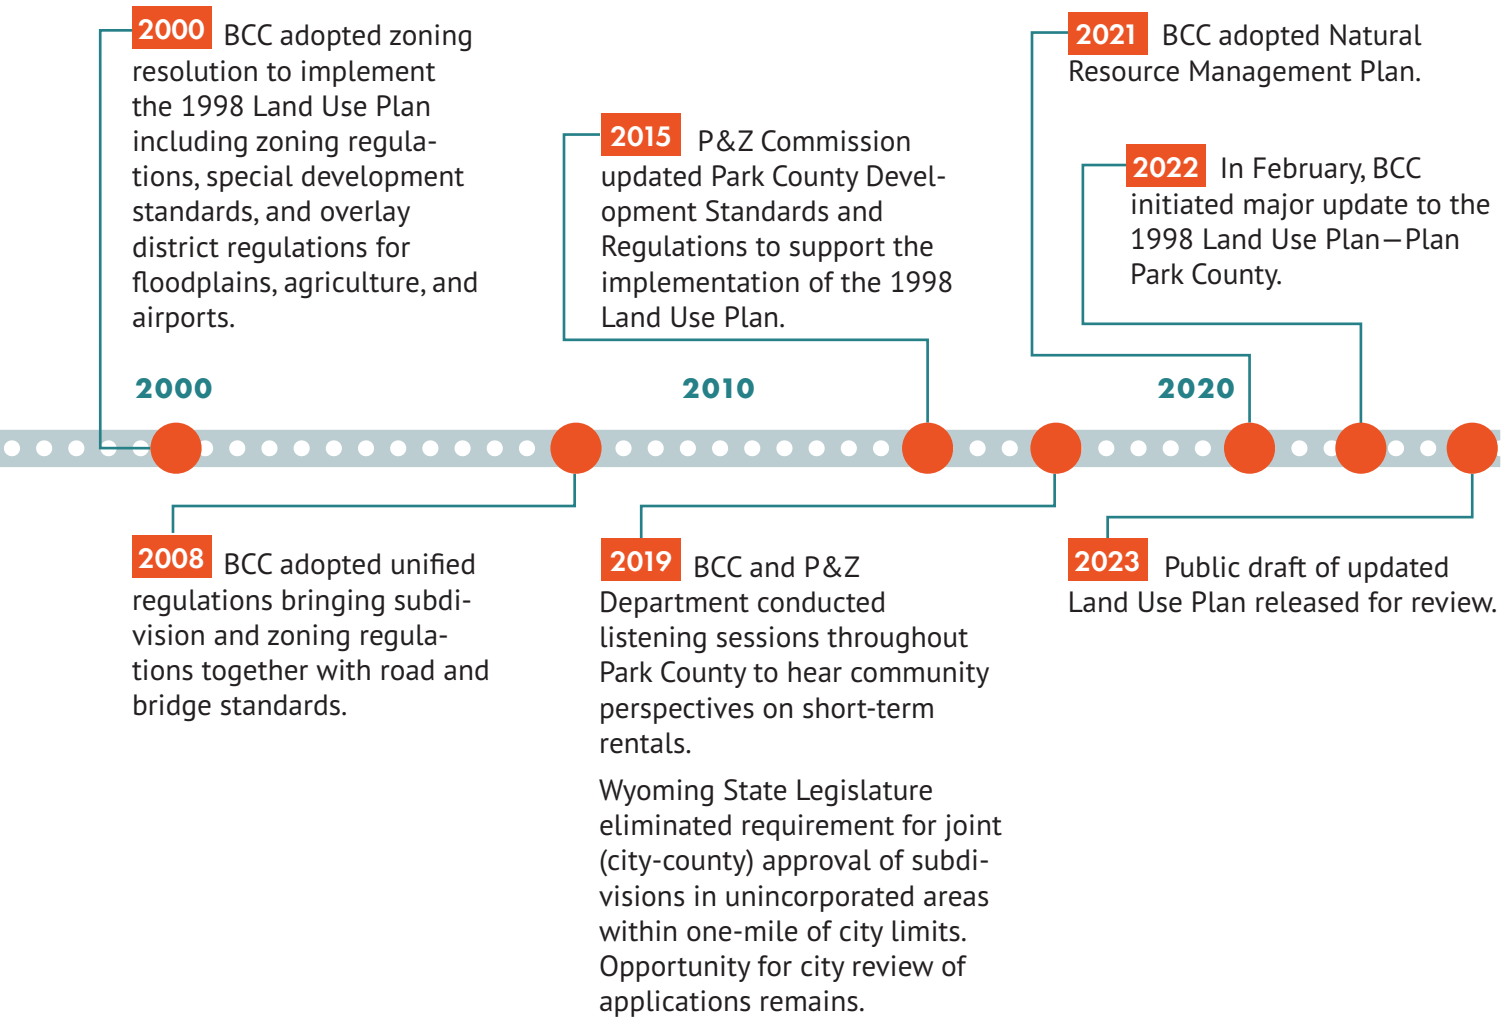 2000 BCC adopted zoning
resolution to implement
the 1998 Land Use Plan
including zoning regula-
tions, special development
standards, and overlay
district regulations for
floodplains, agriculture, and
airports.
2015 P&Z Commission
updated Park County Devel-
opment Standards and
Regulations to support the
implementation of the 1998
Land Use Plan.
2021 BCC adopted Natural
Resource Management Plan.
2022 In February, BCC
initiated major update to the
1998 Land Use Plan—Plan
Park County.
2000
2010
2020
2008 BCC adopted unified
regulations bringing subdi-
vision and zoning regula-
tions together with road and
bridge standards.
2019 BCC and P&Z
Department conducted
listening sessions throughout
Park County to hear community
perspectives on short-term
rentals.
Wyoming State Legislature
eliminated requirement for joint
(city-county) approval of subdi-
visions in unincorporated areas
within one-mile of city limits.
Opportunity for city review of
applications remains.
2023 Public draft of updated
Land Use Plan released for review.